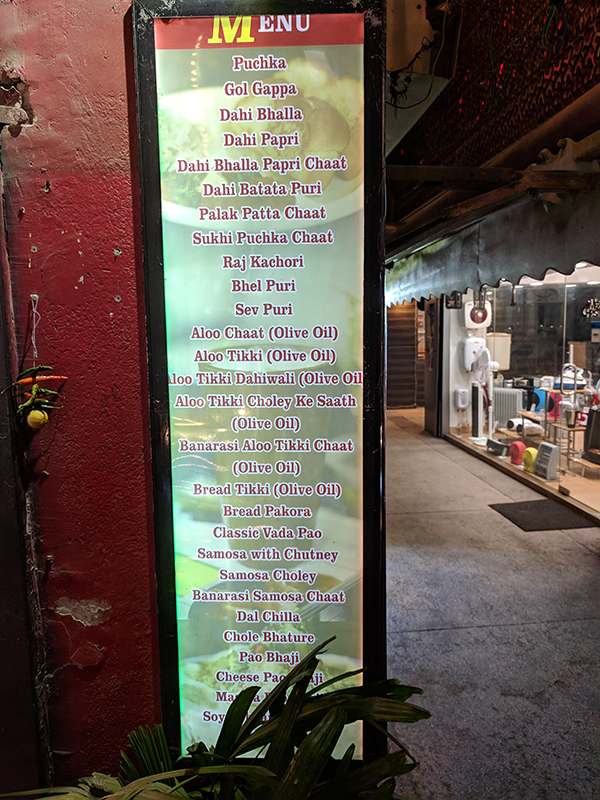 MENU
Puchka
Gol Gappa
Dahi Bhalla
Dahi Papri
Dahi Bhalla Papri Chaat
Dahi Batata Puri
Palak Patta Chaat
Sukhi Puchka Chaat
Raj Kachori
Bhel Puri
Sev Puri
Aloo Chaat (Olive Oil)
Aloo Tikki (Olive Oil)
Aloo Tikki Dahiwali (Olive Oil
Aloo Tikki Choley Ke Saath
(Olive Oil)
Banarasi Aloo Tikki Chaat
(Olive Oil)
Bread Tikki (Olive Oil)
Bread Pakora
Classic Vada Pao
Samosa with Chutney
Samosa Choley
Banarasi Samosa Chaat
Dal Chilla
Chole Bhature
Pao Bhaji
Cheese Pao